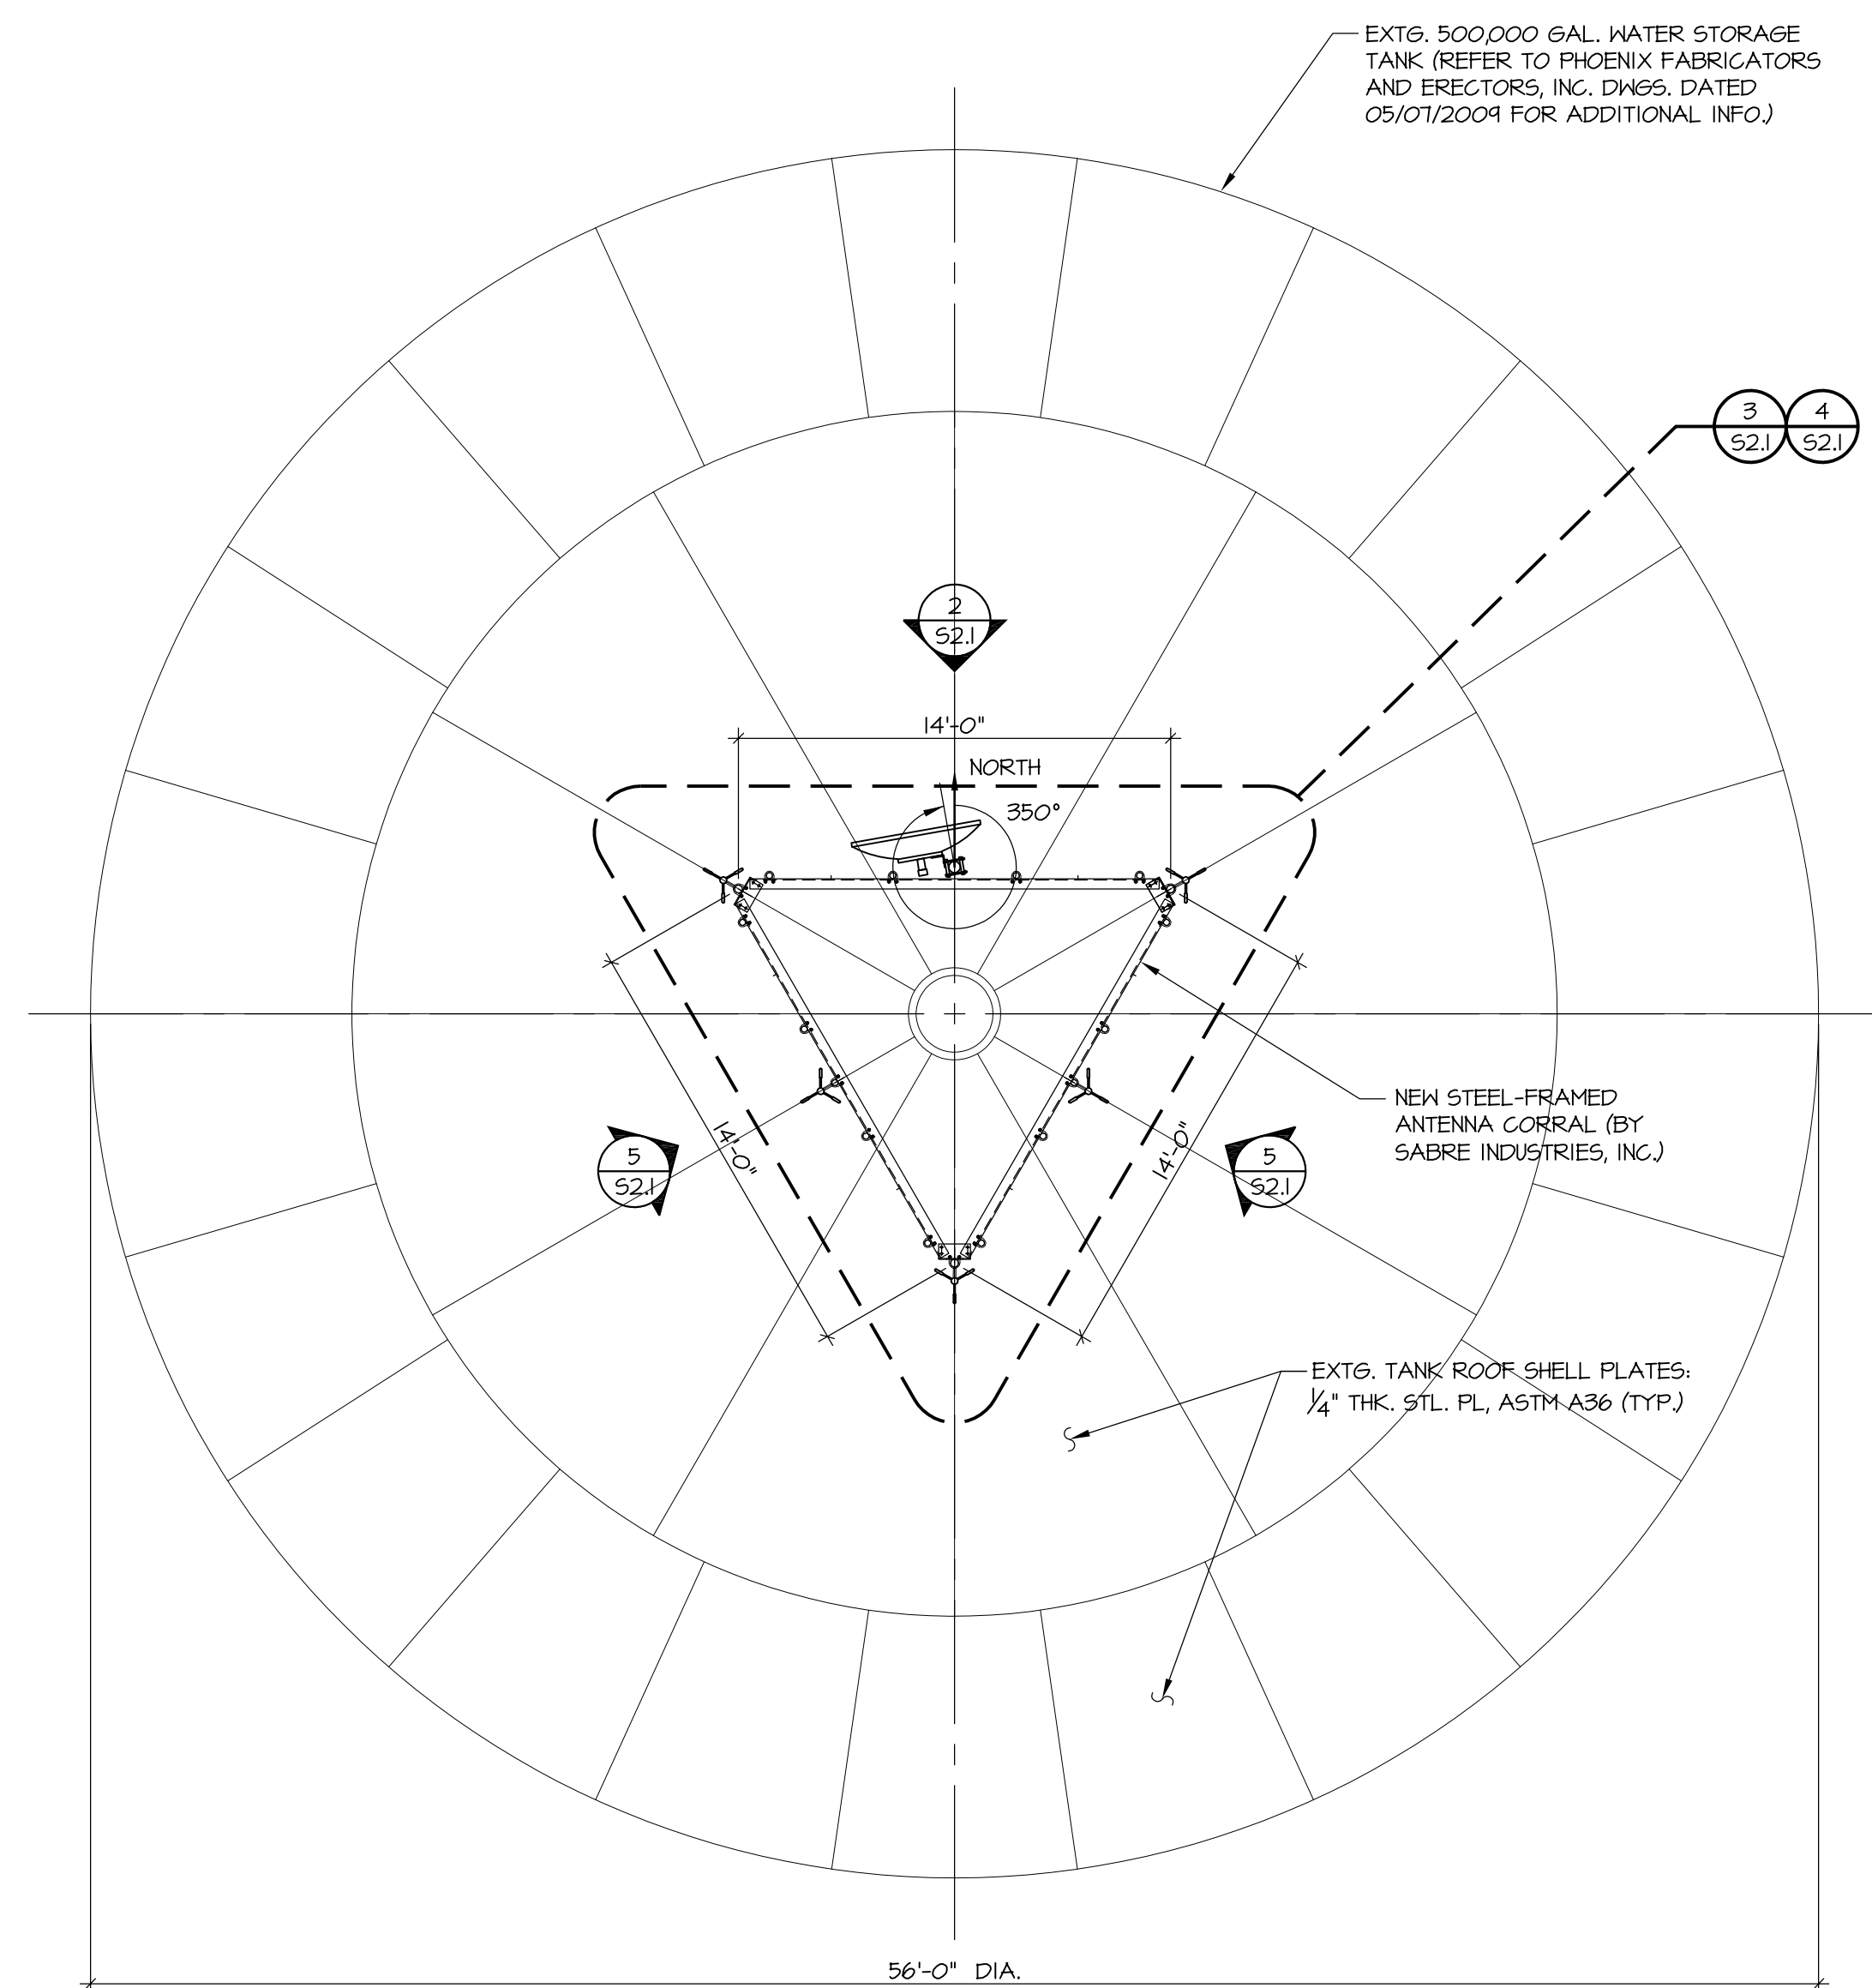 EXTG. 500,000 GAL. WATER STORAGE
TANK (REFER TO PHOENIX FABRICATORS
AND ERECTORS, INC. DWGS. DATED
05/07/2009 FOR ADDITIONAL INFO.)
3
S2.1
4
S2.1
2
S2.1
14'-0"
NORTH
350°
NEW STEEL-FRAMED
ANTENNA CORRAL (BY
SABRE INDUSTRIES, INC.)
14'-0"
14'-0"
5
S2.1
5
S2.1
EXTG. TANK ROOF SHELL PLATES:
1/4" THK. STL. PL, ASTM A36 (TYP.)
56'-0" DIA.